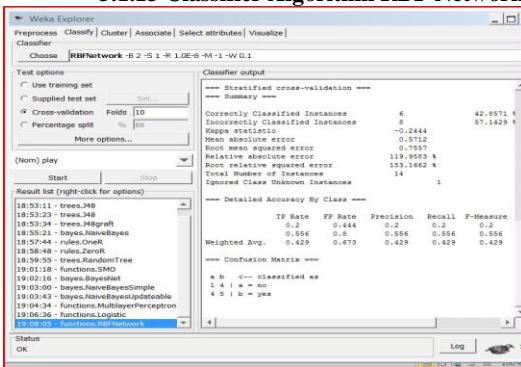 Weka Explorer
Preprocess Classify Cluster Associate Select attributes Visualize
Classifier
Choose RBFNetwork -B 2 -S 1 -R 1.0E-8 -M -1 -W 0.1
Test options
Use training set
Supplied test set Set...
Cross-validation Folds 10
Percentage split % 66
More options...
(Nom) play
Start Stop
Result list (right-click for options)
18:53:11 - trees.J48
18:53:23 - trees.J48
18:53:34 - trees.J48graft
18:55:21 - bayes.NaiveBayes
18:57:44 - rules.OneR
18:58:48 - rules.ZeroR
18:59:55 - trees.RandomTree
19:01:18 - functions.SMO
19:02:16 - bayes.BayesNet
19:03:00 - bayes.NaiveBayesSimple
19:03:43 - bayes.NaiveBayesUpdateable
19:04:34 - functions.MultilayerPerceptron
19:06:36 - functions.Logistic
19:08:05 - functions.RBFNetwork
Classifier output
=== Stratified cross-validation ===
=== Summary ===
Correctly Classified Instances 6 42.8571 %
Incorrectly Classified Instances 8 57.1429 %
Kappa statistic -0.2444
Mean absolute error 0.5712
Root mean squared error 0.7557
Relative absolute error 119.9583 %
Root relative squared error 153.1662 %
Total Number of Instances 14
Ignored Class Unknown Instances 1
=== Detailed Accuracy By Class ===
TP Rate FP Rate Precision Recall F-Measure
0.2 0.444 0.2 0.2 0.2
0.556 0.8 0.556 0.556 0.556
Weighted Avg. 0.429 0.673 0.429 0.429 0.429
=== Confusion Matrix ===
a b <-- classified as
1 4 | a = no
4 5 | b = yes
Status
OK
Log